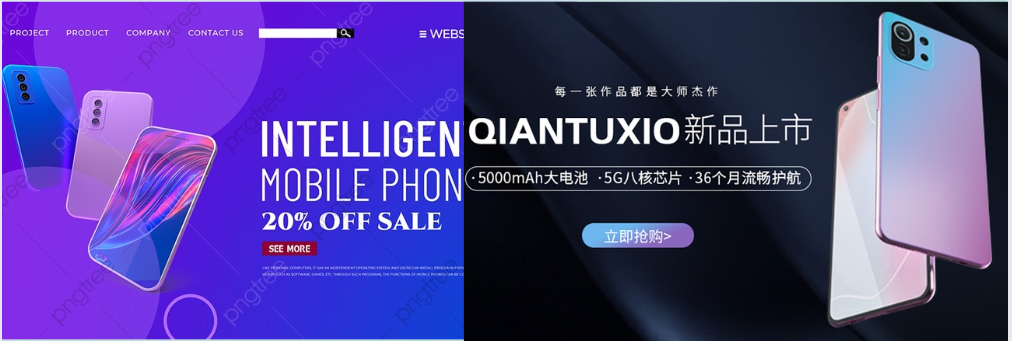 PROJECT PRODUCT COMPANY CONTACT US
≡ WEBS
INTELLIGEN
MOBILE PHON
20% OFF SALE
SEE MORE
pngtree
每一张作品都是大师杰作
QIANTUXIO新品上市
·5000mAh大电池 ·5G八核芯片 ·36个月流畅护航
立即抢购>